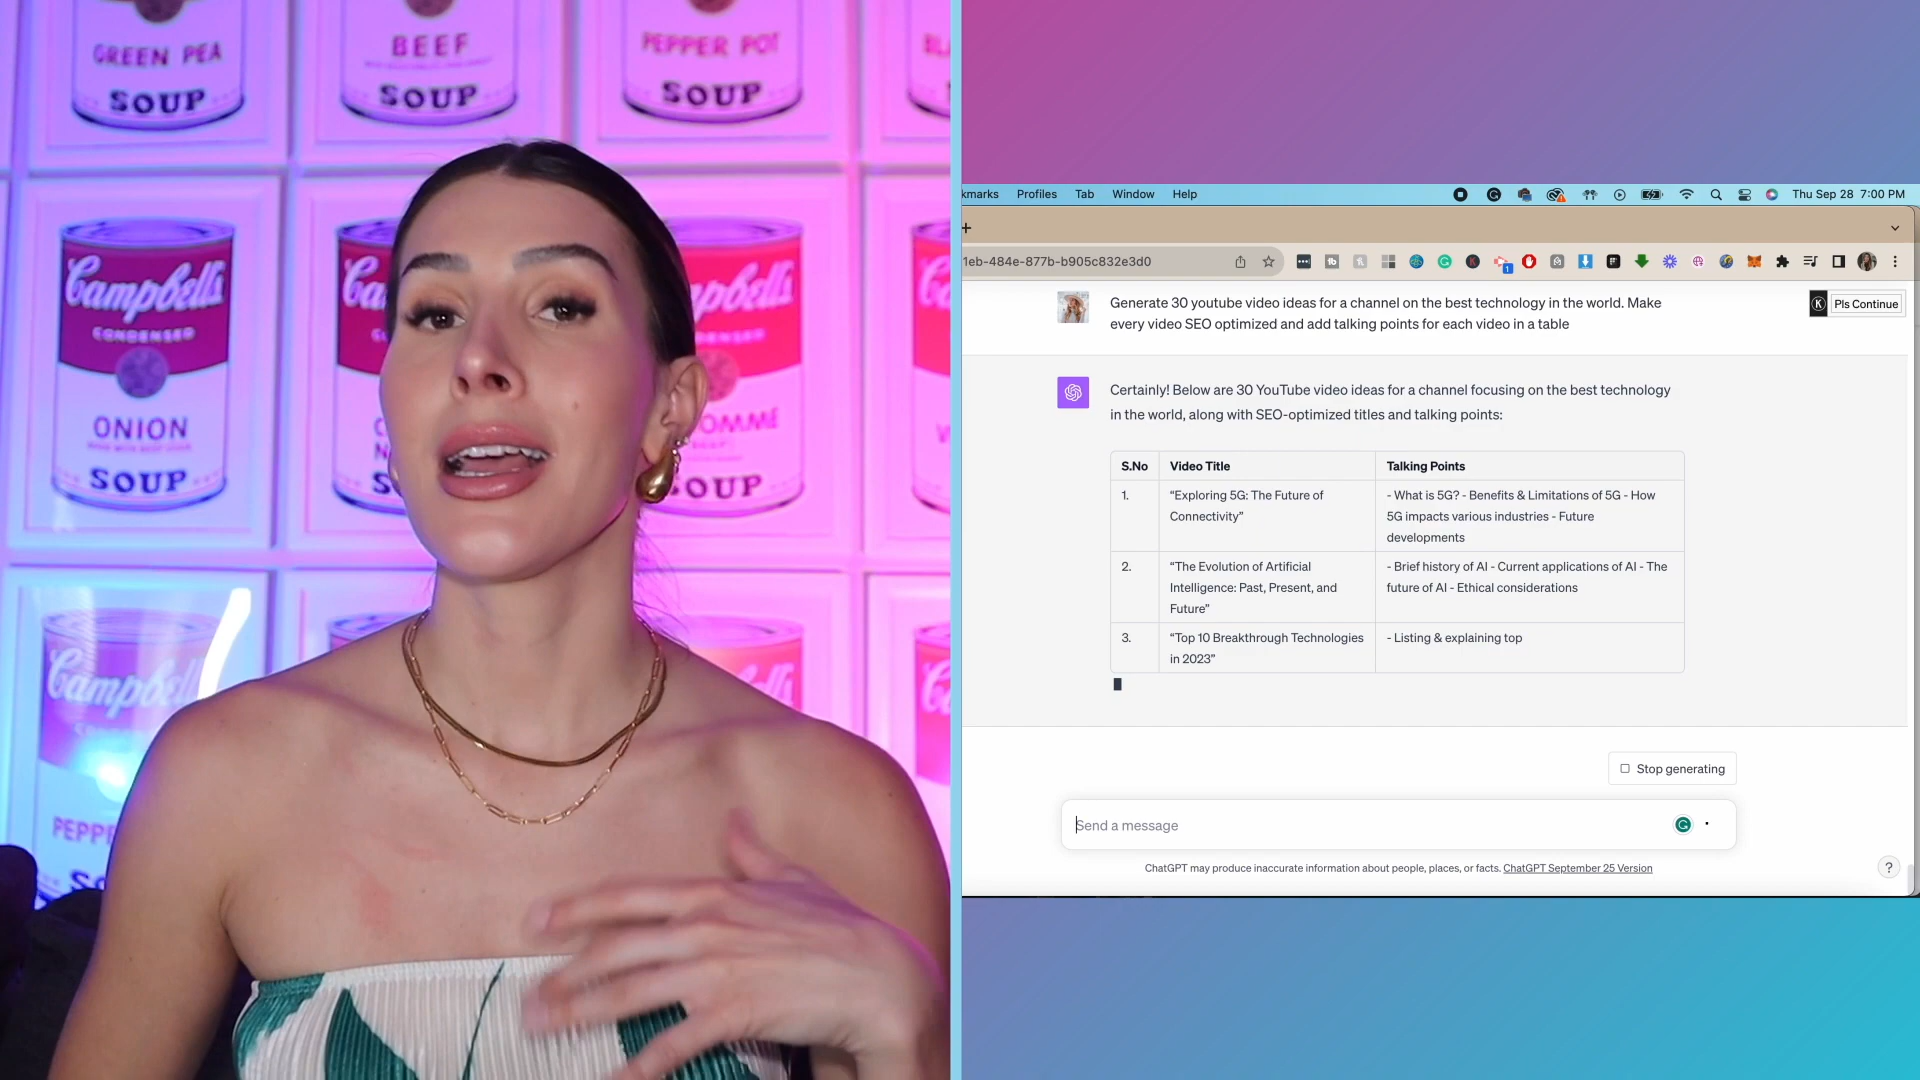 GREEN PEA
SOUP
BEEF
SOUP
PEPPER POT
SOUP
Campbell's
CONDENSED
ONION
SOUP
Campbell's
SOUP
Campbell's
kmarks Profiles Tab Window Help Thu Sep 28 7:00 PM
1eb-484e-877b-b905c832e3d0
1
Generate 30 youtube video ideas for a channel on the best technology in the world. Make
every video SEO optimized and add talking points for each video in a table
K Pls Continue
Certainly! Below are 30 YouTube video ideas for a channel focusing on the best technology
in the world, along with SEO-optimized titles and talking points:
S.No Video Title Talking Points
1. “Exploring 5G: The Future of - What is 5G? - Benefits & Limitations of 5G - How
Connectivity” 5G impacts various industries - Future
developments
2. “The Evolution of Artificial - Brief history of AI - Current applications of AI - The
Intelligence: Past, Present, and future of AI - Ethical considerations
Future”
3. “Top 10 Breakthrough Technologies - Listing & explaining top
in 2023”
Stop generating
Send a message
ChatGPT may produce inaccurate information about people, places, or facts. ChatGPT September 25 Version
?